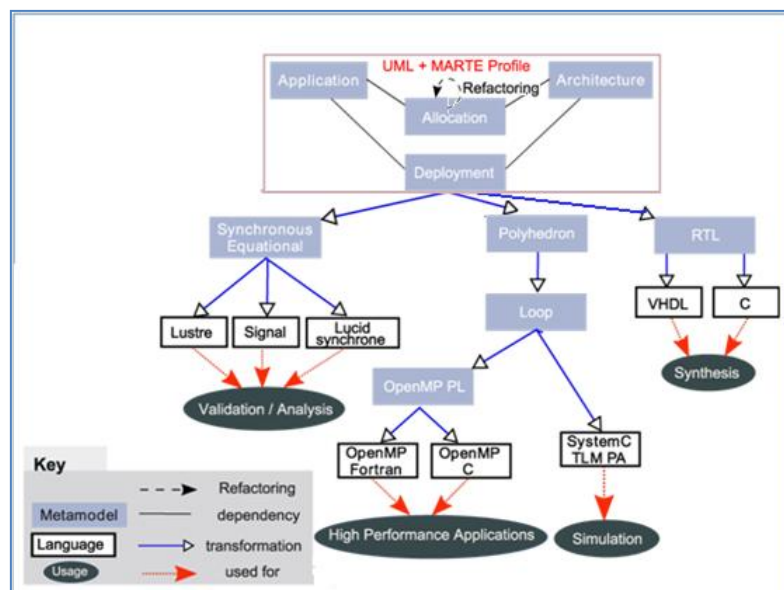 UML + MARTE Profile
Application
Architecture
Refactoring
Allocation
Deployment
Synchronous
Equational
Polyhedron
RTL
Lustre
Signal
Lucid
synchrone
Loop
VHDL
C
Validation / Analysis
OpenMP PL
Synthesis
OpenMP
Fortran
OpenMP
C
SystemC
TLM PA
High Performance Applications
Simulation
Key
Refactoring
Metamodel
dependency
Language
transformation
Usage
used for